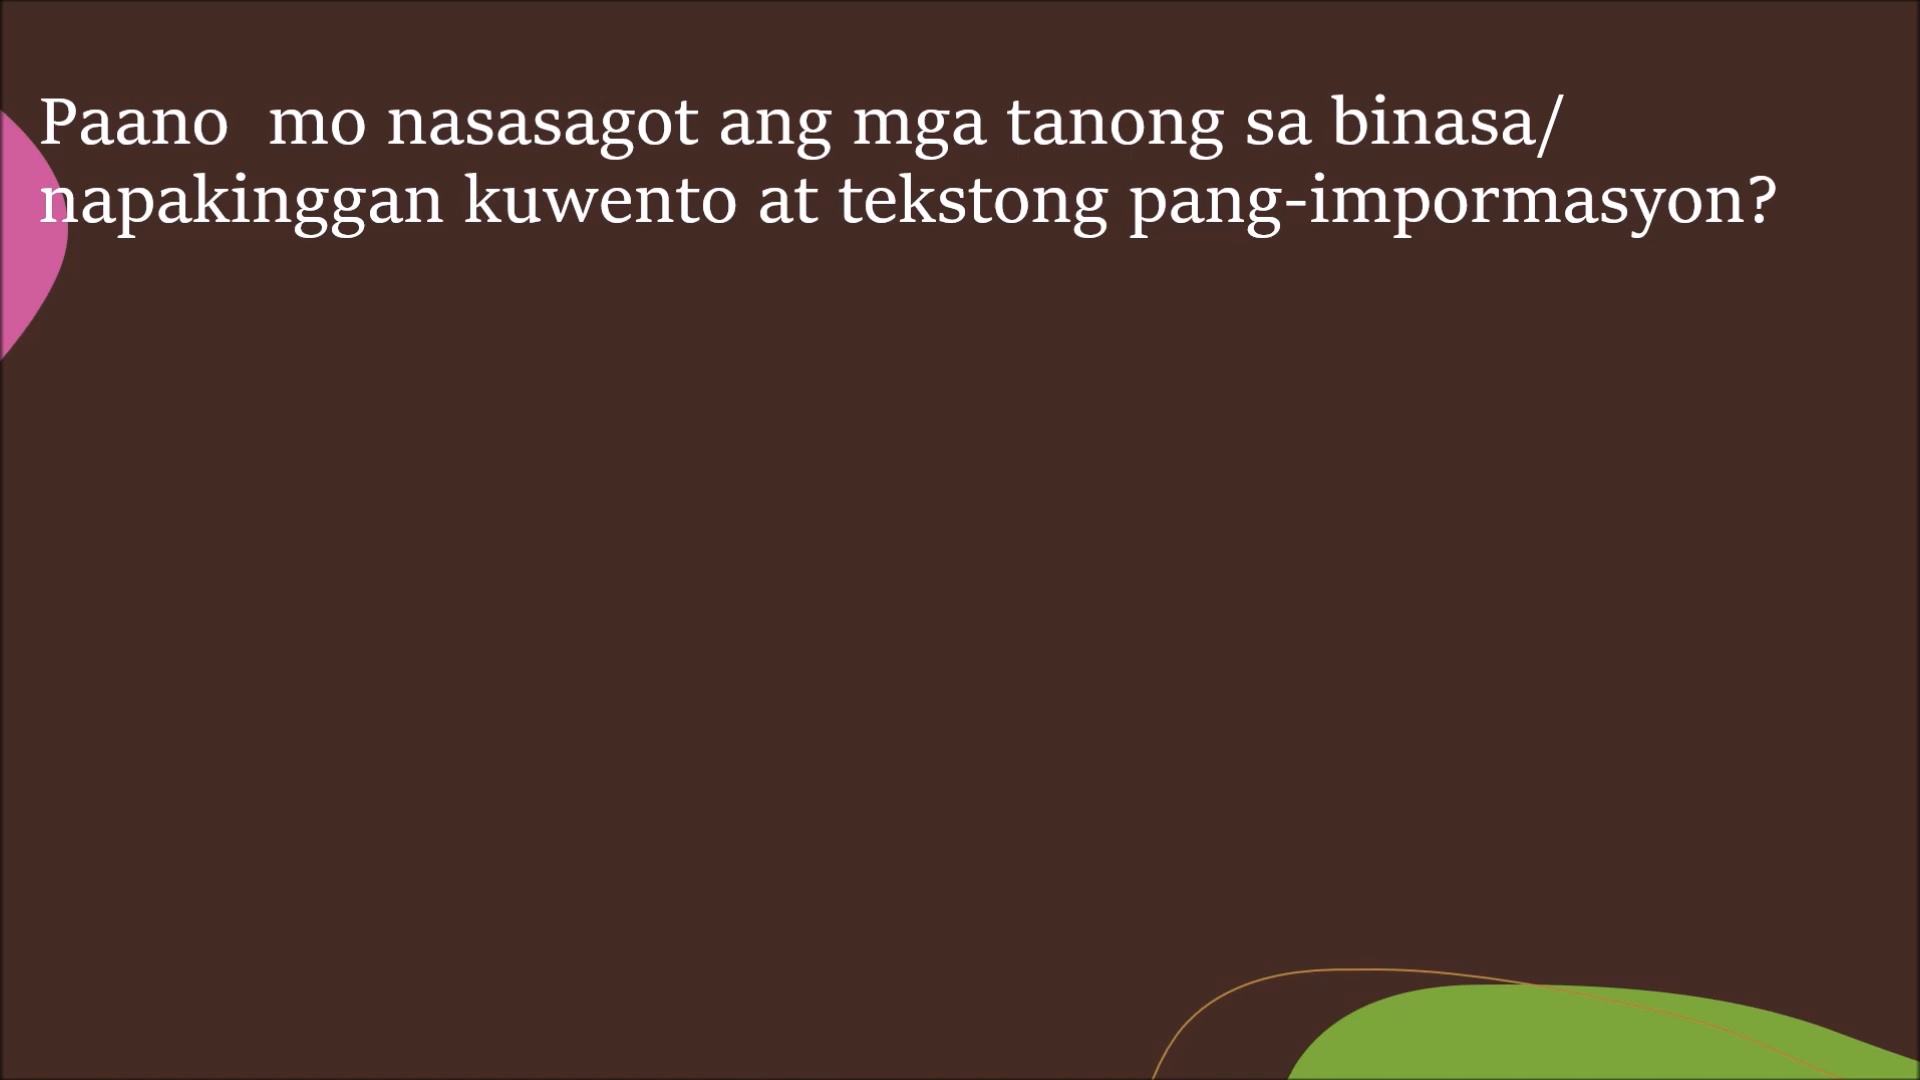 Paano  mo nasasagot ang mga tanong sa binasa/
napakinggan kuwento at tekstong pang-impormasyon?